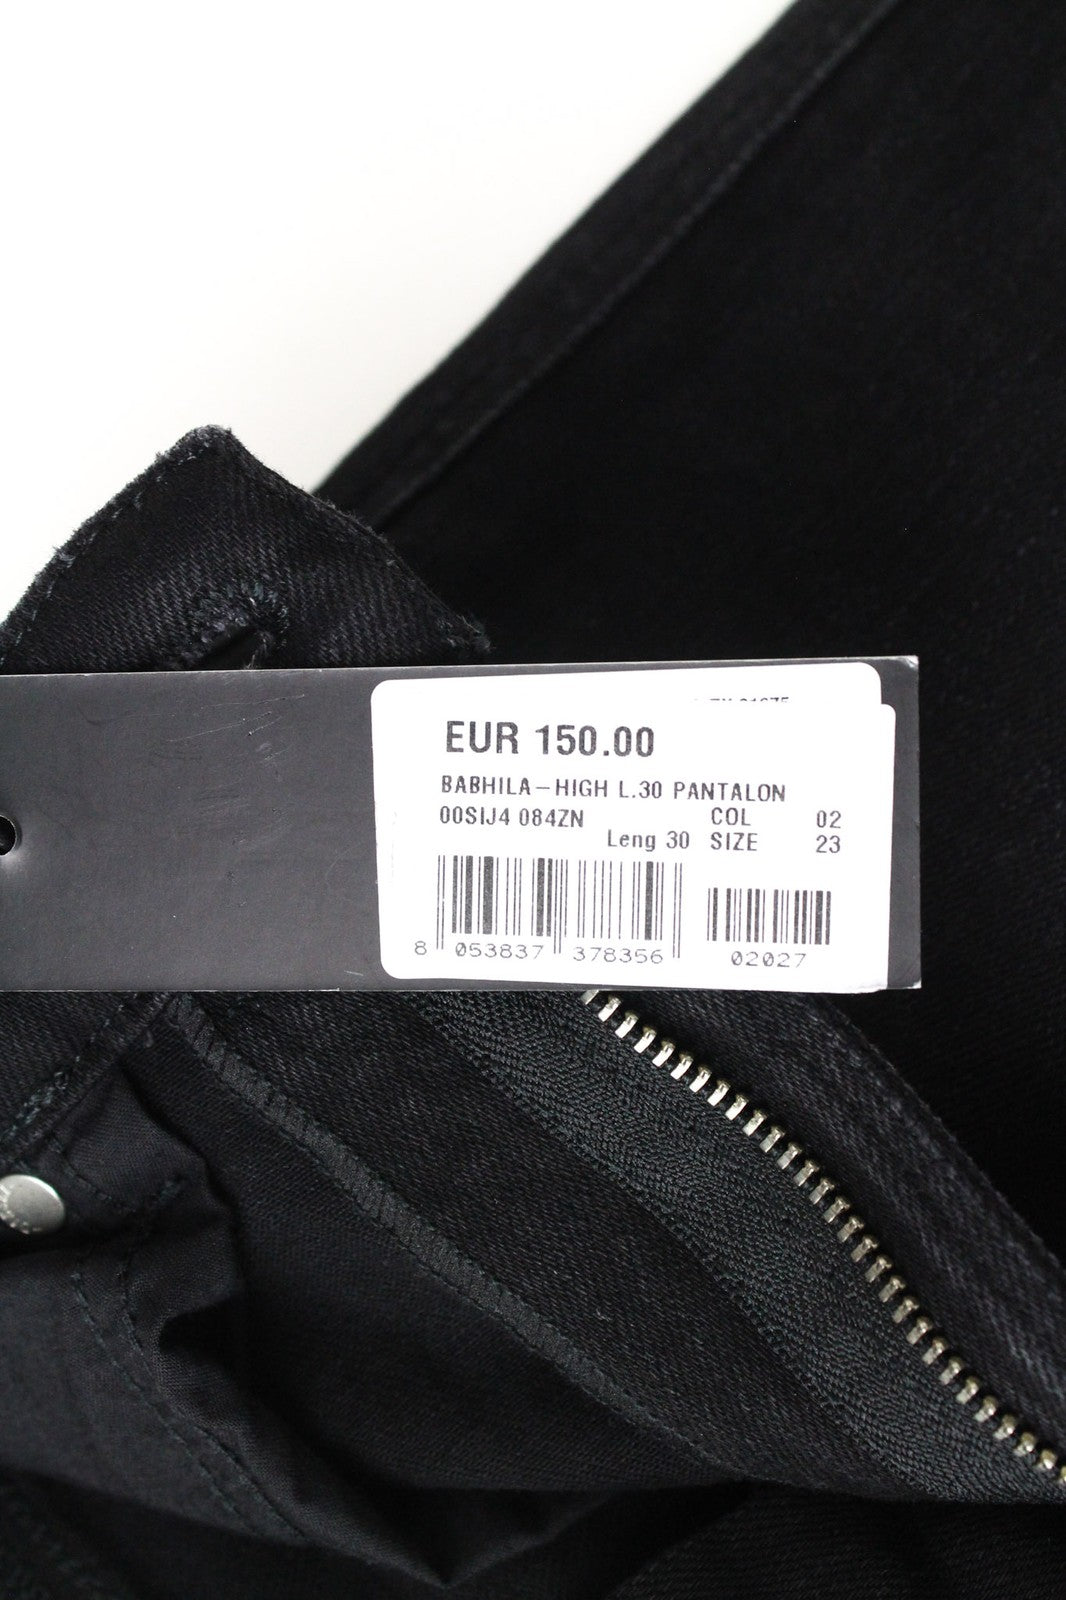 EUR 150.00
BABHILA-HIGH L.30 PANTALON
00SIJ4 084ZN COL 02
Leng 30 SIZE 23
8 053837 378356 02027